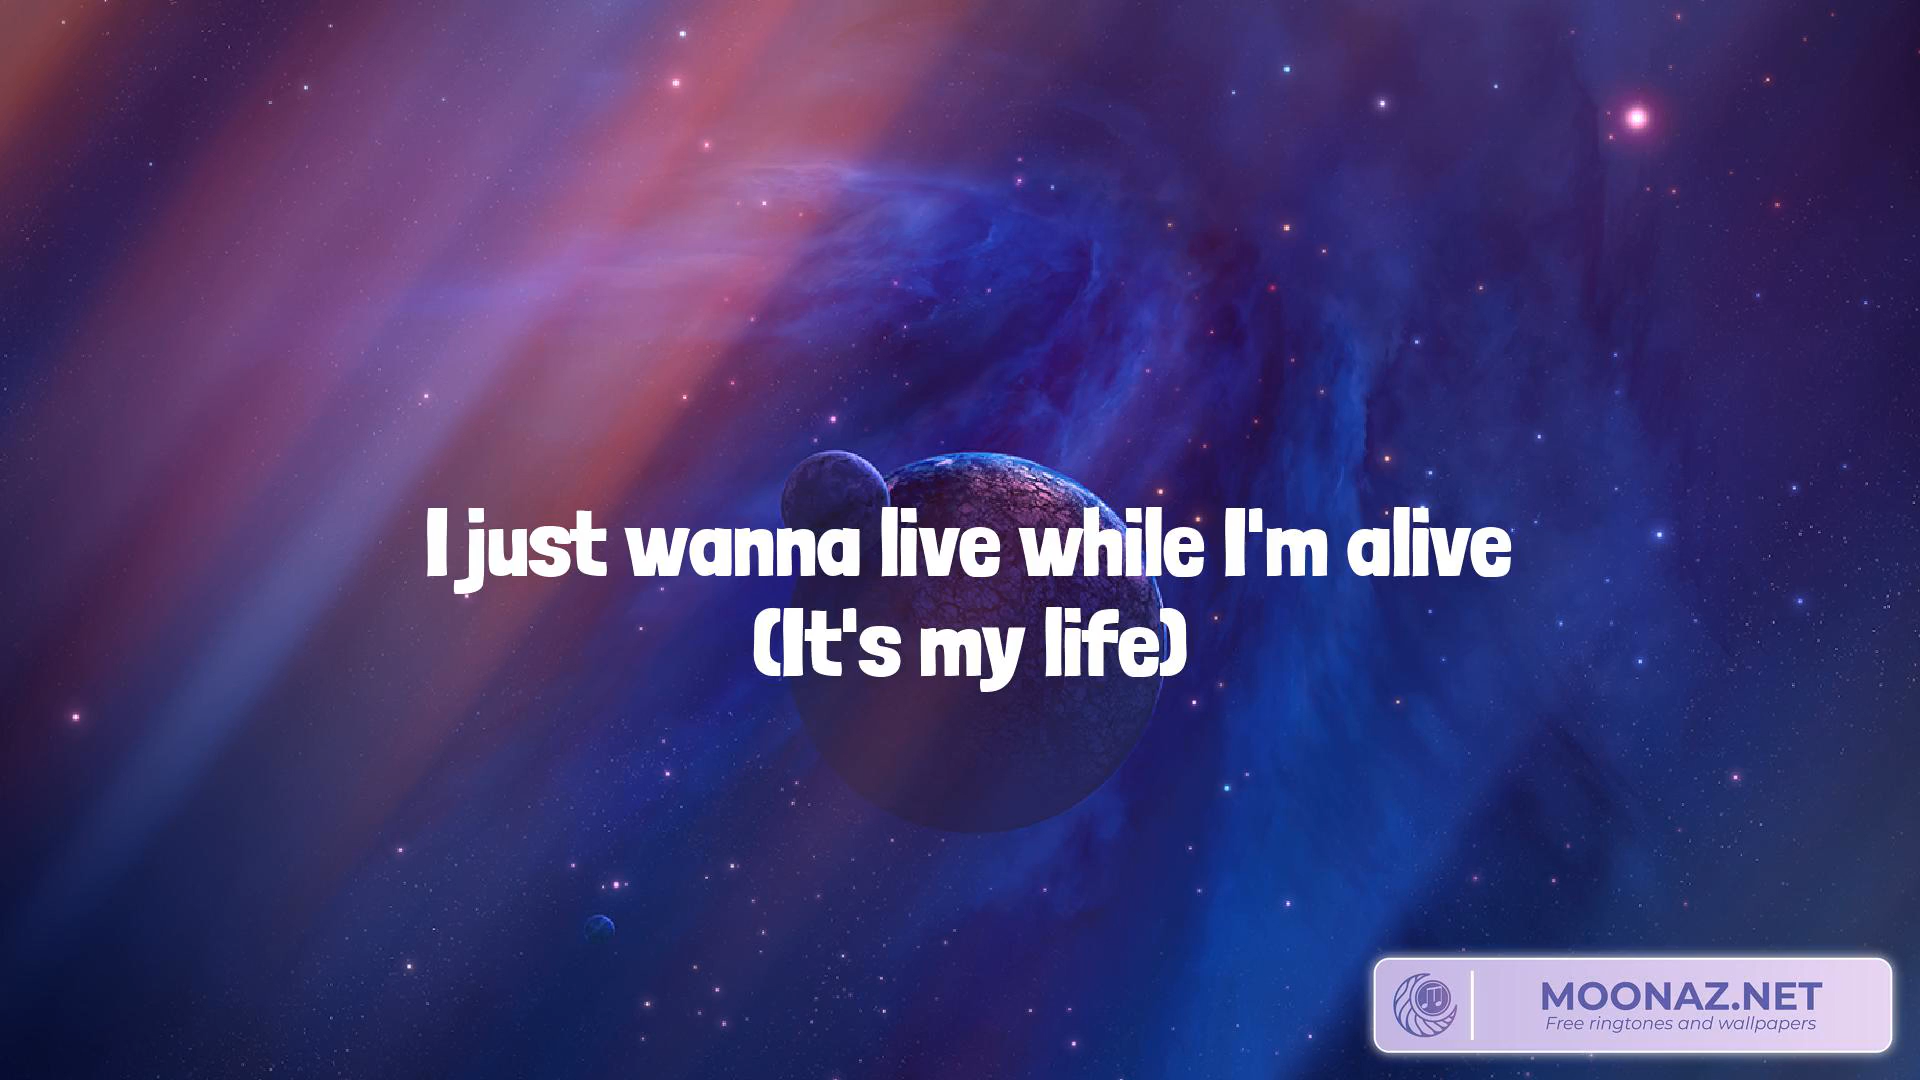 I just wanna live while I'm alive
(It's my life)
MOONAZ.NET
Free ringtones and wallpapers